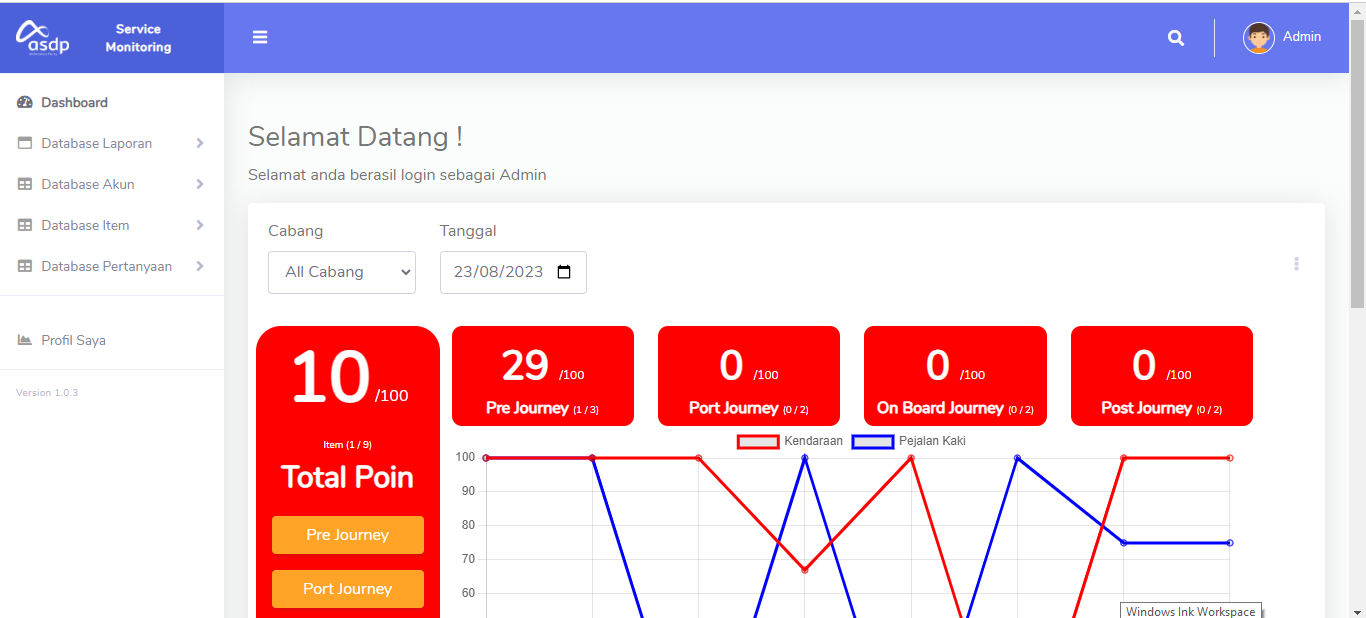 asdp
Service
Monitoring
Admin
Dashboard
Database Laporan
Database Akun
Database Item
Database Pertanyaan
Profil Saya
Version 1.0.3
Selamat Datang !
Selamat anda berasil login sebagai Admin
Cabang
Tanggal
All Cabang
23/08/2023
10 /100
Item (1 / 9)
Total Poin
Pre Journey
Port Journey
29 /100
Pre Journey (1 / 3)
0 /100
Port Journey (0 / 2)
0 /100
On Board Journey (0 / 2)
0 /100
Post Journey (0 / 2)
Kendaraan
Pejalan Kaki
100
90
80
70
60
Windows Ink Workspace